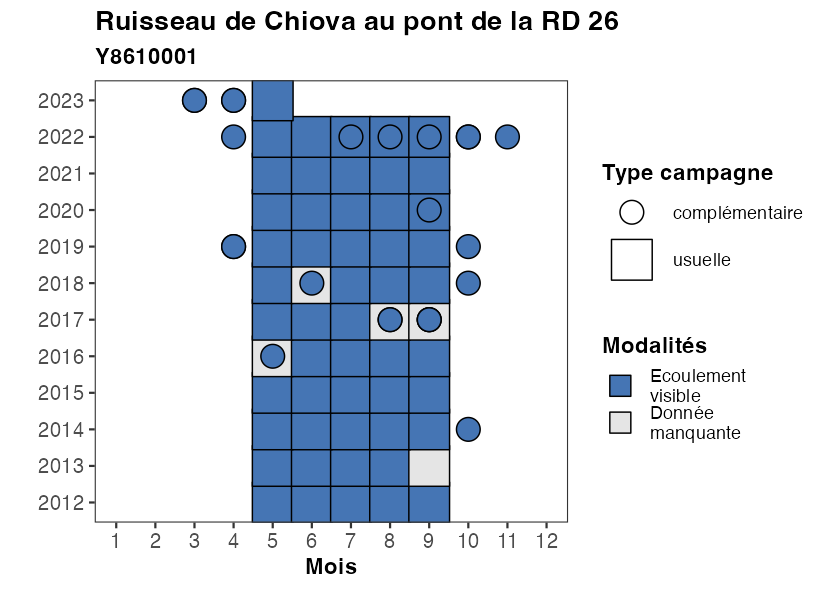 Ruisseau de Chiova au pont de la RD 26
Y8610001
2023
2022
2021
2020
2019
2018
2017
2016
2015
2014
2013
2012
1 2 3 4 5 6 7 8 9 10 11 12
Mois
Type campagne
complémentaire
usuelle
Modalités
Ecoulement
visible
Donnée
manquante